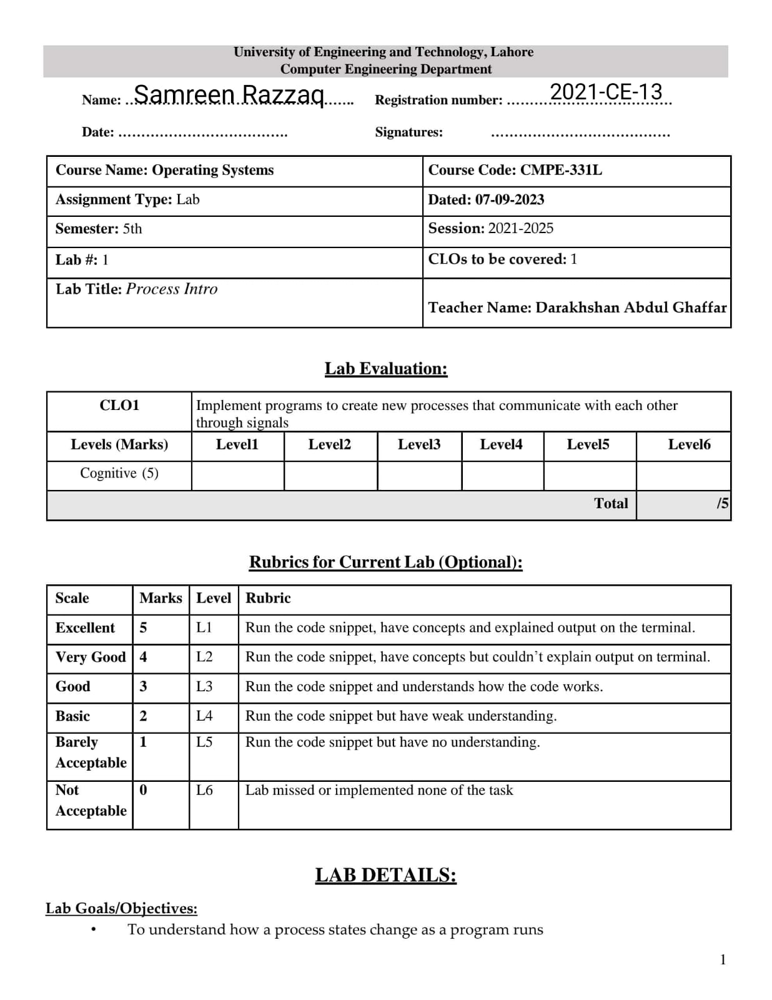 University of Engineering and Technology, Lahore
Computer Engineering Department
Name: ..Samreen Razzaq....... Registration number: ......... 2021-CE-13
Date: ......................................... Signatures: .......................................
Course Name: Operating Systems Course Code: CMPE-331L
Assignment Type: Lab Dated: 07-09-2023
Semester: 5th Session: 2021-2025
Lab #: 1 CLOs to be covered: 1
Lab Title: Process Intro
Teacher Name: Darakhshan Abdul Ghaffar
Lab Evaluation:
CLO1 Implement programs to create new processes that communicate with each other
through signals
Levels (Marks) Level1 Level2 Level3 Level4 Level5 Level6
Cognitive (5)
Total /5
Rubrics for Current Lab (Optional):
Scale Marks Level Rubric
Excellent 5 L1 Run the code snippet, have concepts and explained output on the terminal.
Very Good 4 L2 Run the code snippet, have concepts but couldn't explain output on terminal.
Good 3 L3 Run the code snippet and understands how the code works.
Basic 2 L4 Run the code snippet but have weak understanding.
Barely 1 L5 Run the code snippet but have no understanding.
Acceptable
Not 0 L6 Lab missed or implemented none of the task
Acceptable
LAB DETAILS:
Lab Goals/Objectives:
• To understand how a process states change as a program runs
1